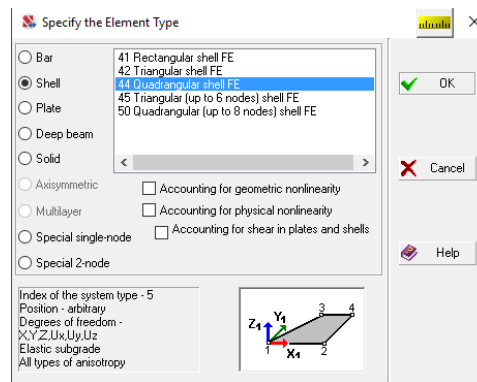 Specify the Element Type
Bar
Shell
Plate
Deep beam
Solid
Axisymmetric
Multilayer
Special single-node
Special 2-node
41 Rectangular shell FE
42 Triangular shell FE
44 Quadrangular shell FE
45 Triangular (up to 6 nodes) shell FE
50 Quadrangular (up to 8 nodes) shell FE
Accounting for geometric nonlinearity
Accounting for physical nonlinearity
Accounting for shear in plates and shells
OK
Cancel
Help
Index of the system type - 5
Position - arbitrary
Degrees of freedom -
X,Y,Z,Ux,Uy,Uz
Elastic subgrade
All types of anisotropy
Z1 Y1 3 4
1 X1 2